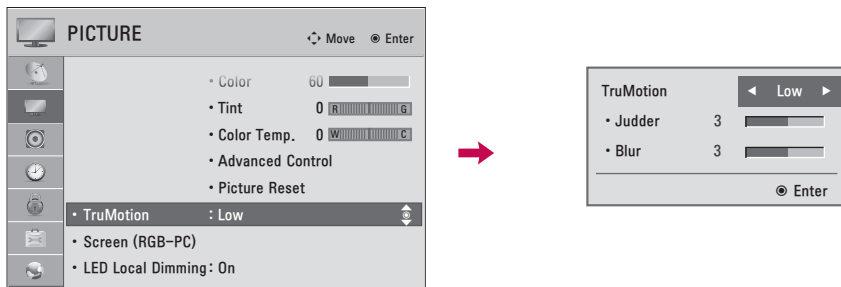 PICTURE
Move Enter
• Color 60
• Tint 0 R G
• Color Temp. 0 W C
• Advanced Control
• Picture Reset
• TruMotion : Low
• Screen (RGB-PC)
• LED Local Dimming: On
TruMotion ◄ Low ►
• Judder 3
• Blur 3
Enter